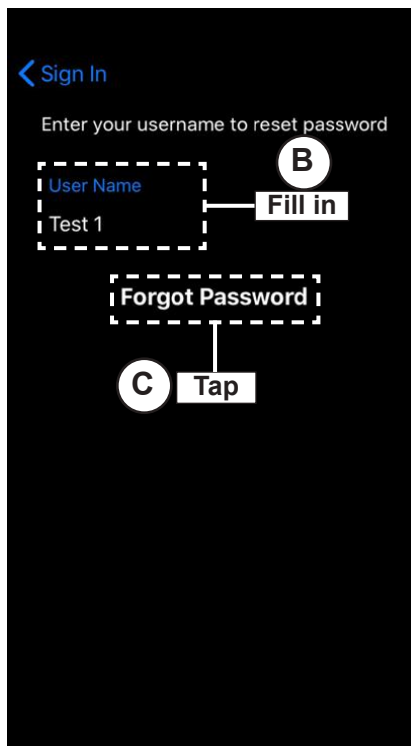 Sign In
Enter your username to reset password
B
User Name
Fill in
Test 1
Forgot Password
C
Tap